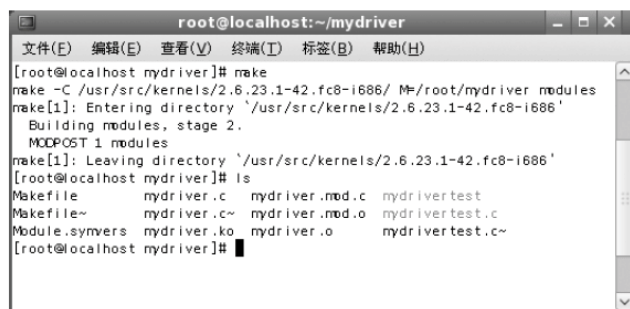 root@localhost:~/mydriver
文件(F) 编辑(E) 查看(V) 终端(T) 标签(B) 帮助(H)
[root@localhost mydriver]# make
make -C /usr/src/kernels/2.6.23.1-42.fc8-i686/ M=/root/mydriver modules
make[1]: Entering directory `/usr/src/kernels/2.6.23.1-42.fc8-i686'
  Building modules, stage 2.
  MODPOST 1 modules
make[1]: Leaving directory `/usr/src/kernels/2.6.23.1-42.fc8-i686'
[root@localhost mydriver]# ls
Makefile mydriver.c mydriver.mod.c mydrivertest
Makefile~ mydriver.c~ mydriver.mod.o mydrivertest.c
Module.symvers mydriver.ko mydriver.o mydrivertest.c~
[root@localhost mydriver]#